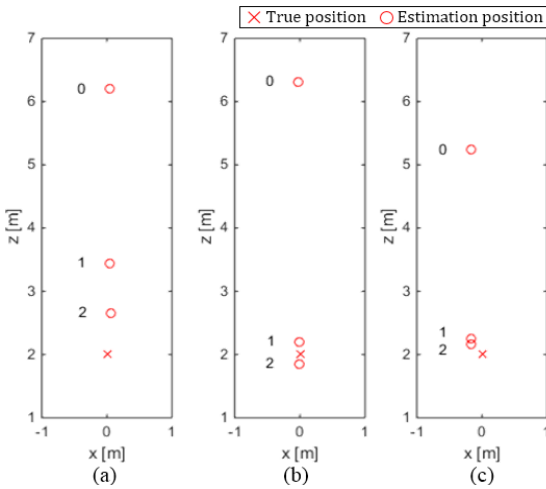 True position Estimation position
7 7 7
0 0
6 6 6
0
5 5 5
z [m] z [m] z [m]
4 4 4
1
3 3 3
2
1 1
2 2 2
2 2
1 1 1
-1 0 1 -1 0 1 -1 0 1
x [m] x [m] x [m]
(a) (b) (c)